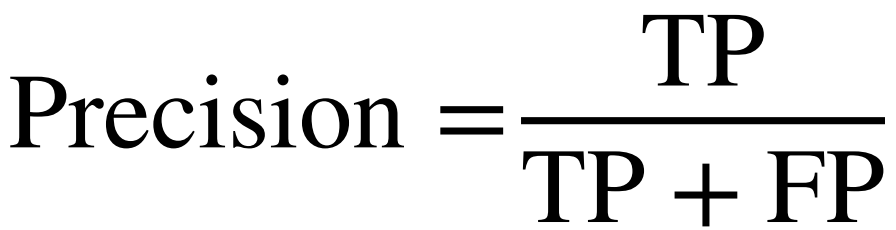 Precision = TP
TP + FP